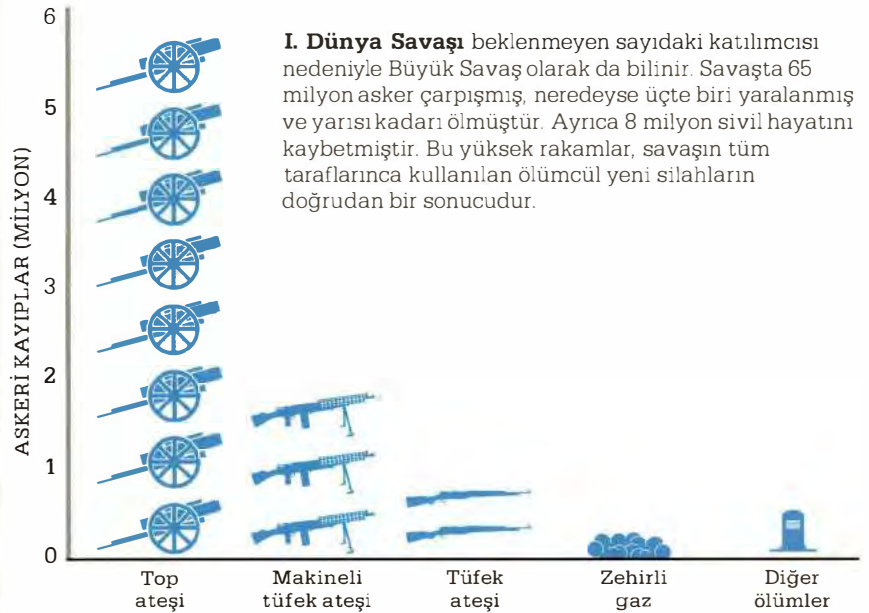 I. Dünya Savaşı beklenmeyen sayıdaki katılımcısı
nedeniyle Büyük Savaş olarak da bilinir. Savaşta 65
milyon asker çarpışmış, neredeyse üçte biri yaralanmış
ve yarısı kadarı ölmüştür. Ayrıca 8 milyon sivil hayatını
kaybetmiştir. Bu yüksek rakamlar, savaşın tüm
taraflarınca kullanılan ölümcül yeni silahların
doğrudan bir sonucudur.
ASKERİ KAYIPLAR (MİLYON)
6
5
4
3
2
1
0
Top
ateşi
Makineli
tüfek ateşi
Tüfek
ateşi
Zehirli
gaz
Diğer
ölümler